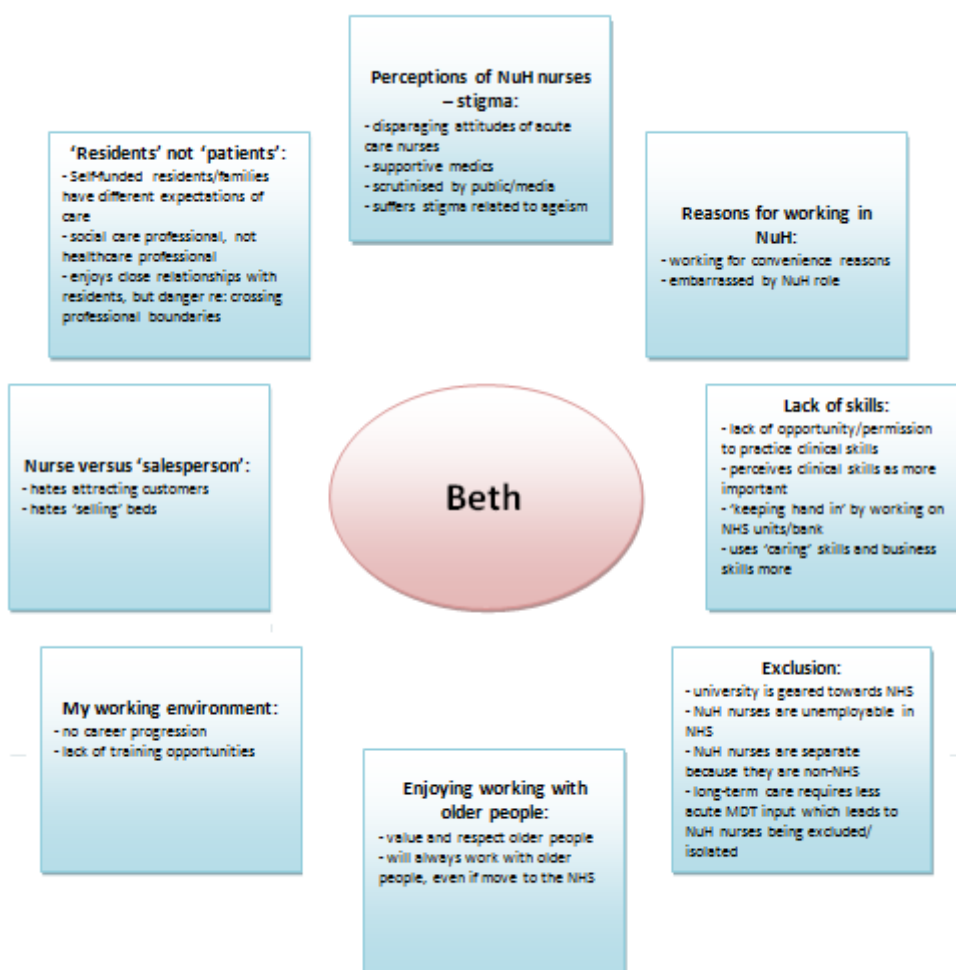 Perceptions of NuH nurses
– stigma:
- disparaging attitudes of acute
care nurses
- supportive medics
- scrutinised by public/media
- suffers stigma related to ageism
'Residents' not 'patients':
- Self-funded residents/families
have different expectations of
care
- social care professional, not
healthcare professional
- enjoys close relationships with
residents, but danger re: crossing
professional boundaries
Reasons for working in
NuH:
- working for convenience reasons
- embarrassed by NuH role
Nurse versus 'salesperson':
- hates attracting customers
- hates 'selling' beds
Beth
Lack of skills:
- lack of opportunity/permission
to practice clinical skills
- perceives clinical skills as more
important
- 'keeping hand in' by working on
NHS units/bank
- uses 'caring' skills and business
skills more
My working environment:
- no career progression
- lack of training opportunities
Enjoying working with
older people:
- value and respect older people
- will always work with older
people, even if move to the NHS
Exclusion:
- university is geared towards NHS
- NuH nurses are unemployable in
NHS
- NuH nurses are separate
because they are non-NHS
- long-term care requires less
acute MDT input which leads to
NuH nurses being excluded/
isolated